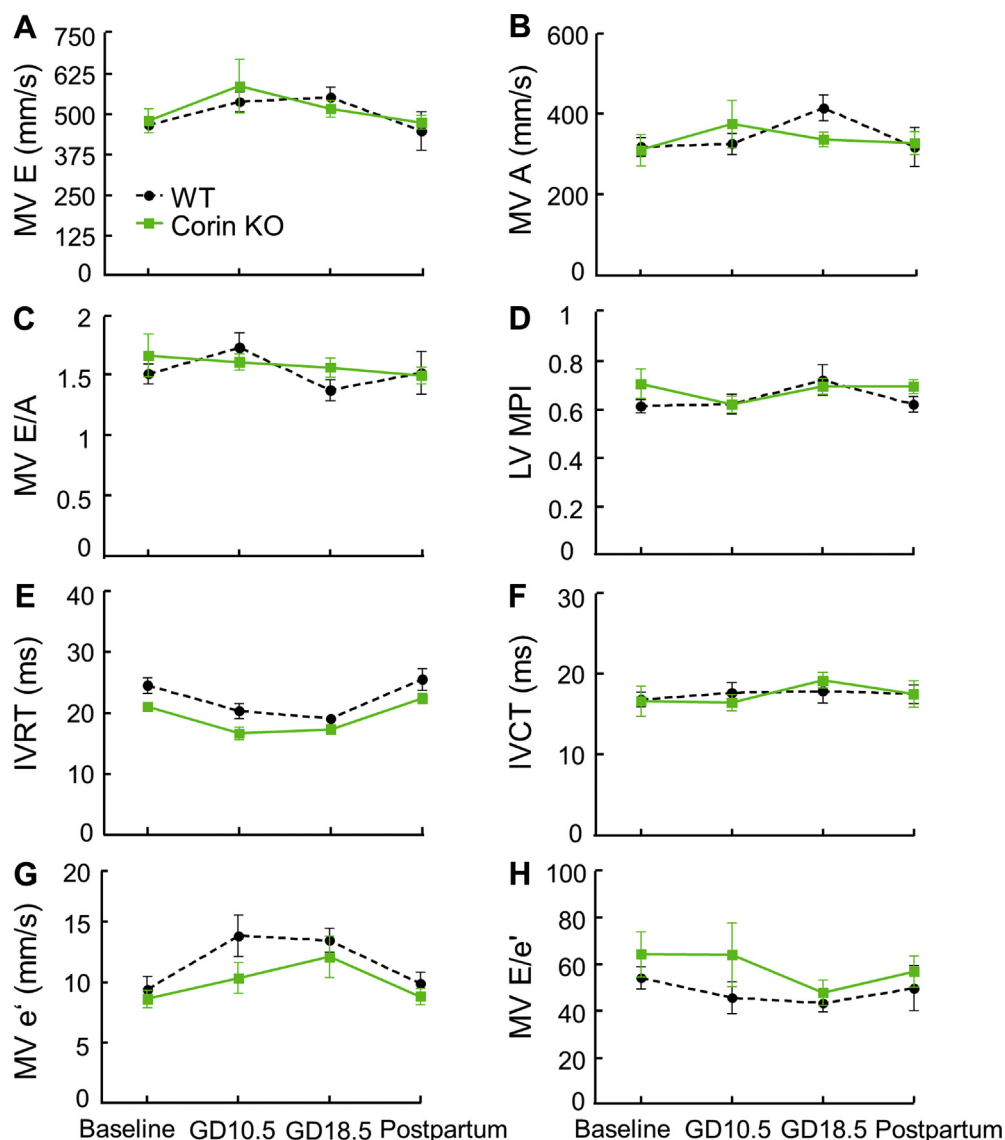 A
MV E (mm/s)
750
625
500
375
250
125
0
WT
Corin KO
B
MV A (mm/s)
600
400
200
0
C
MV E/A
2
1.5
1
0.5
0
D
LV MPI
1
0.8
0.6
0.4
0.2
0
E
IVRT (ms)
40
30
20
10
0
F
IVCT (ms)
30
20
10
0
G
MV e‘ (mm/s)
20
15
10
5
0
H
MV E/e'
100
80
60
40
20
0
Baseline GD10.5 GD18.5 Postpartum
Baseline GD10.5 GD18.5 Postpartum